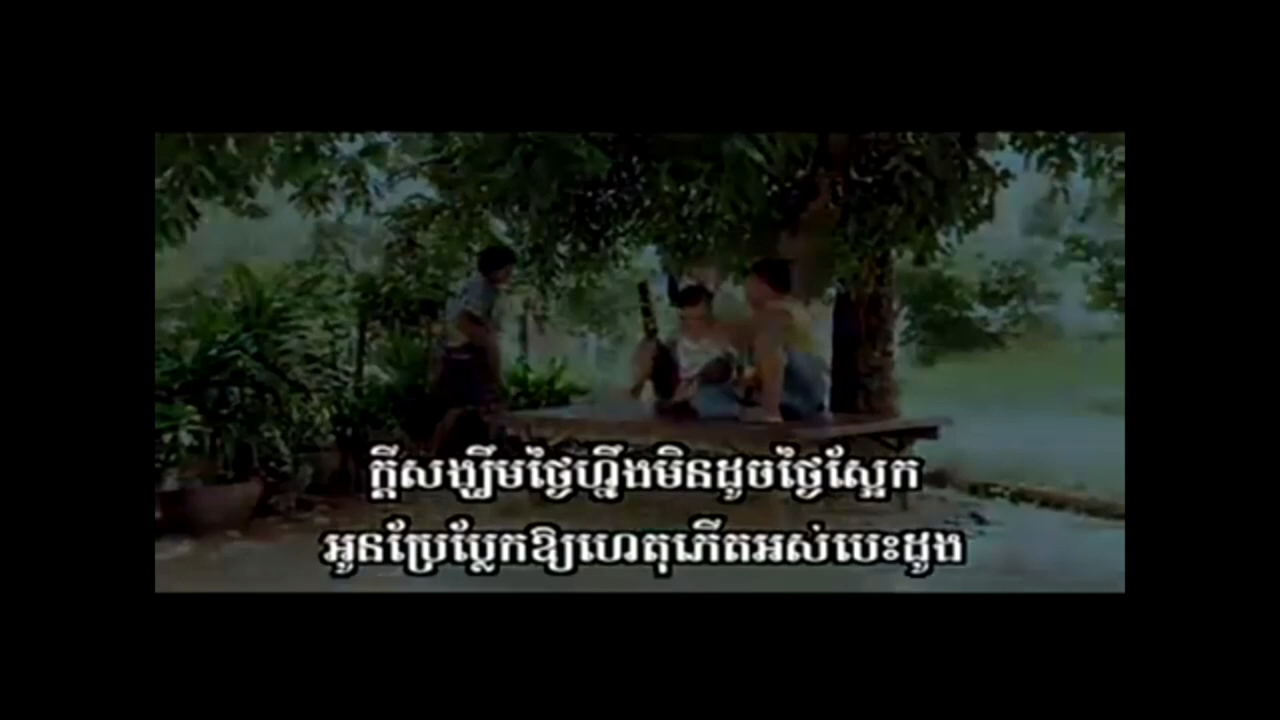 ក្ដីសង្ឃឹមថ្ងៃហ្នឹងមិនដូចថ្ងៃស្អែក
អូនប្រែប្លែកឱ្យហេតុកើតអស់បេះដូង